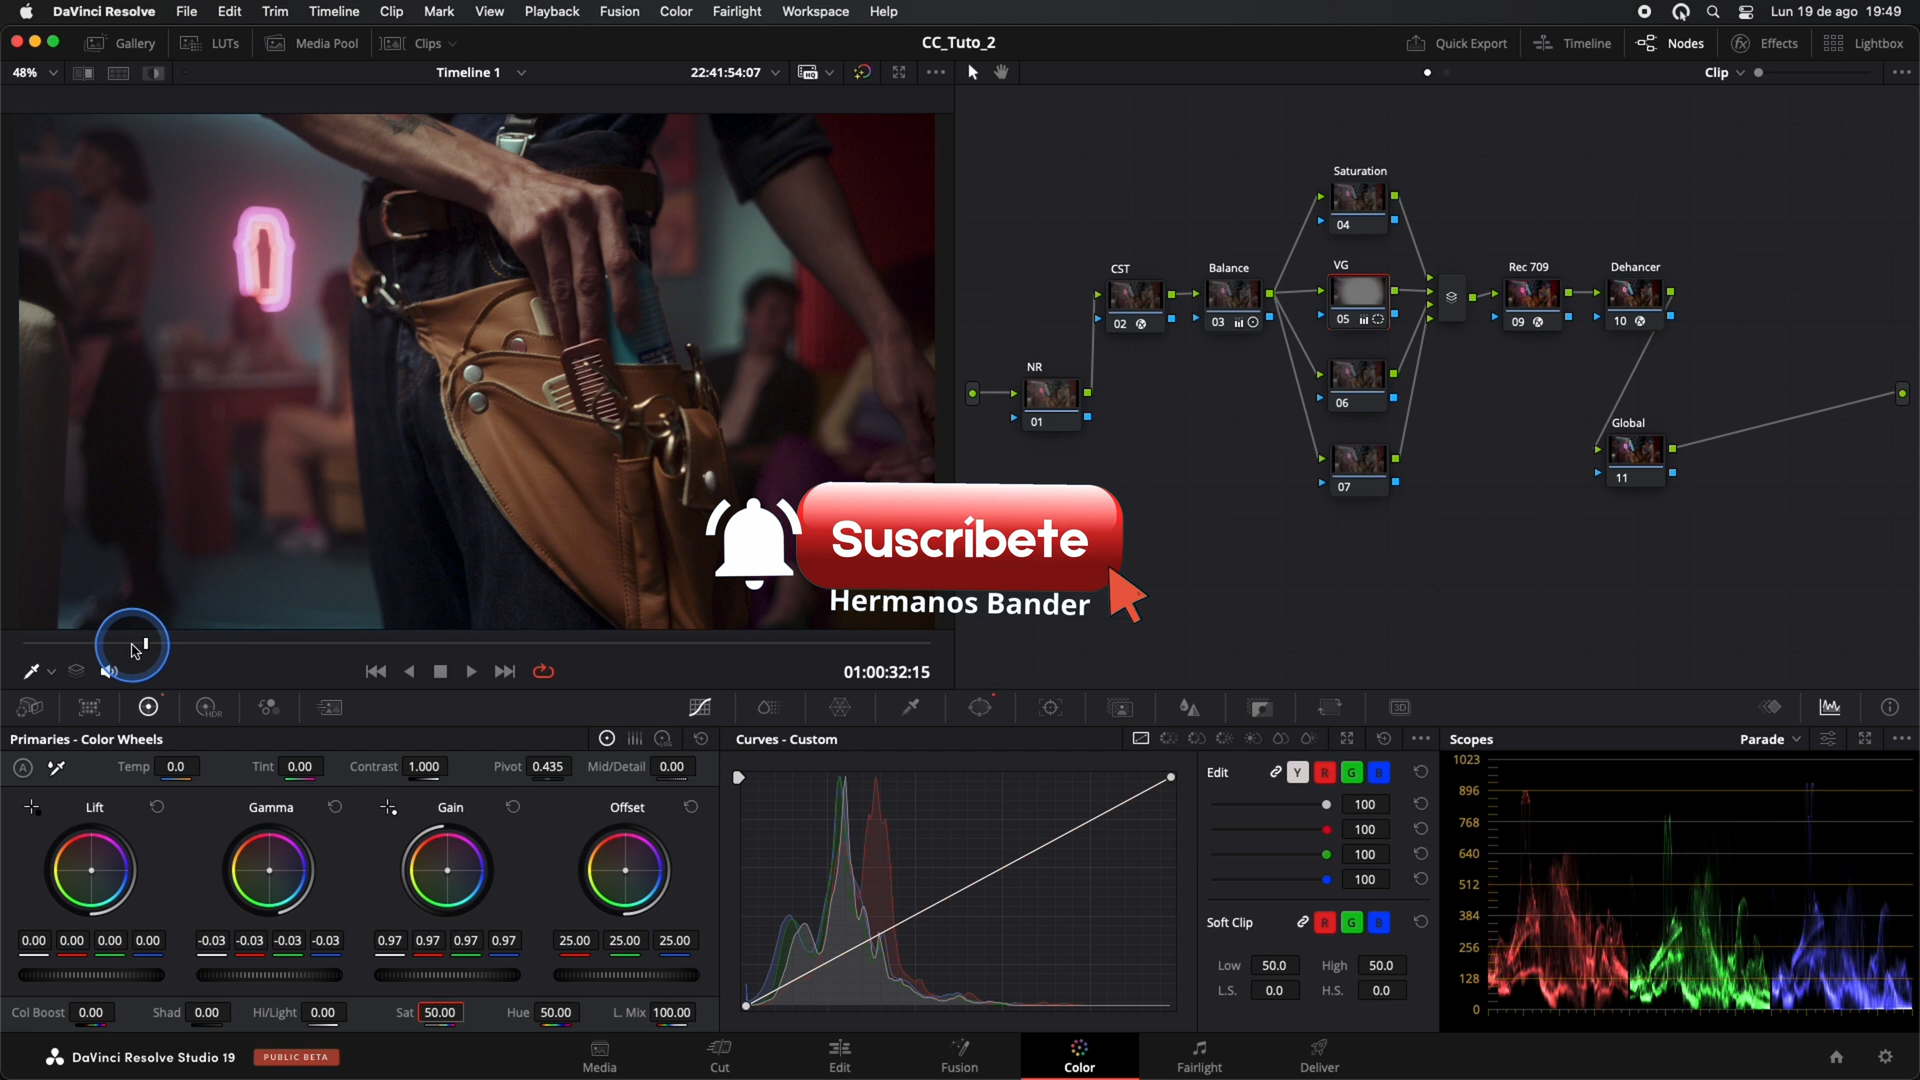 DaVinci Resolve File Edit Trim Timeline Clip Mark View Playback Fusion Color Fairlight Workspace Help Lun 19 de ago 19:49
Gallery LUTs Media Pool Clips CC_Tuto_2 Quick Export Timeline Nodes Effects Lightbox
48% Timeline 1 22:41:54:07 HQ Clip
Saturation
04
CST Balance VG Rec 709 Dehancer
02 03 05 09 10
NR
01
06
Global
11
07
Suscríbete
Hermanos Bander
01:00:32:15
HDR 3D
Primaries - Color Wheels Curves - Custom Scopes Parade
A Temp 0.0 Tint 0.00 Contrast 1.000 Pivot 0.435 Mid/Detail 0.00
Lift Gamma Gain Offset
0.00 0.00 0.00 0.00 -0.03 -0.03 -0.03 -0.03 0.97 0.97 0.97 0.97 25.00 25.00 25.00
Col Boost 0.00 Shad 0.00 Hi/Light 0.00 Sat 50.00 Hue 50.00 L. Mix 100.00
Edit Y R G B
100
100
100
100
Soft Clip R G B
Low 50.0 High 50.0
L.S. 0.0 H.S. 0.0
1023
896
768
640
512
384
256
128
0
DaVinci Resolve Studio 19 PUBLIC BETA
Media Cut Edit Fusion Color Fairlight Deliver